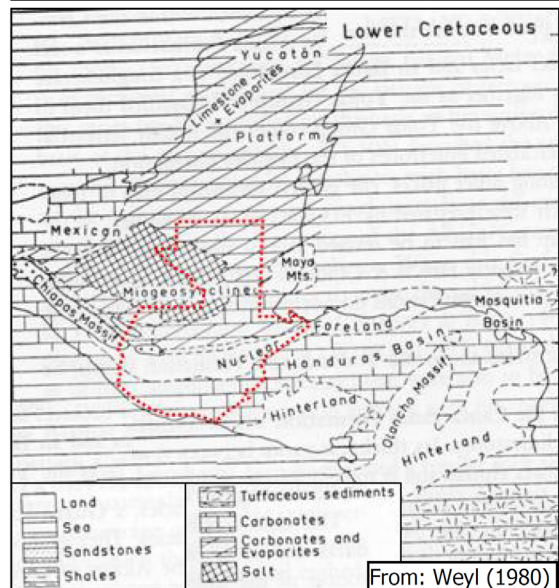 Lower Cretaceous
Yucatán
Limestone + Evaporites
Platform
Mexican
Maya
Mts.
Miogeosyncline
Chiapas Massif
Mosquitia
Basin
Nuclear
Foreland
Honduras Basin
Hinterland
Olancho Massif
Hinterland
?
?
Land
Sea
Sandstones
Shales
Tuffaceous sediments
Carbonates
Carbonates and
Evaporites
Salt
From: Weyl (1980)